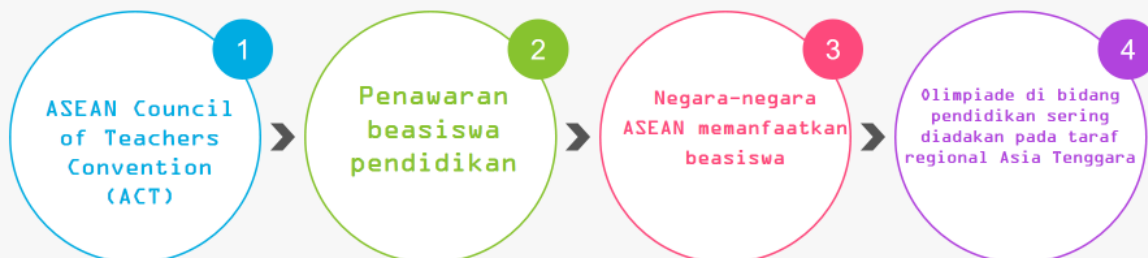 1
ASEAN Council
of Teachers
Convention
(ACT)
2
Penawaran
beasiswa
pendidikan
3
Negara-negara
ASEAN memanfaatkan
beasiswa
4
Olimpiade di bidang
pendidikan sering
diadakan pada taraf
regional Asia Tenggara